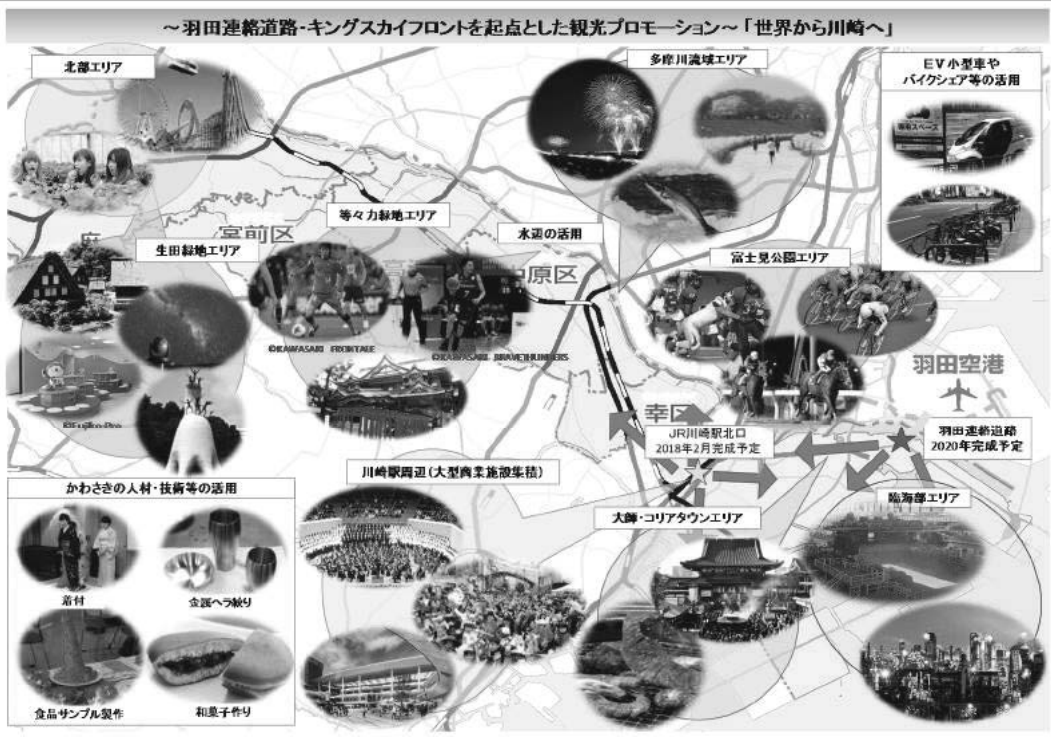 ～羽田連絡道路・キングスカイフロントを起点とした観光プロモーション～「世界から川崎へ」
北部エリア
多摩川流域エリア
ＥＶ小型車や
バイクシェア等の活用
等々力緑地エリア
宮前区
水辺の活用
生田緑地エリア
中原区
富士見公園エリア
©KAWASAKI FRONTALE
©KAWASAKI BRAVETHUNDERS
羽田空港
幸区
JR川崎駅北口
2018年2月完成予定
羽田連絡道路
2020年完成予定
川崎駅周辺（大型商業施設集積）
かわさきの人材・技術等の活用
臨海部エリア
大師・コリアタウンエリア
着付
金属ヘラ絞り
食品サンプル製作
和菓子作り